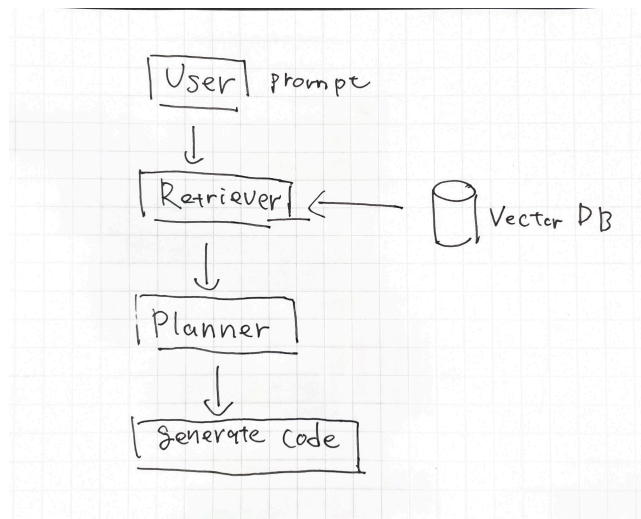 User prompt
Retriever
Vector DB
Planner
generate code